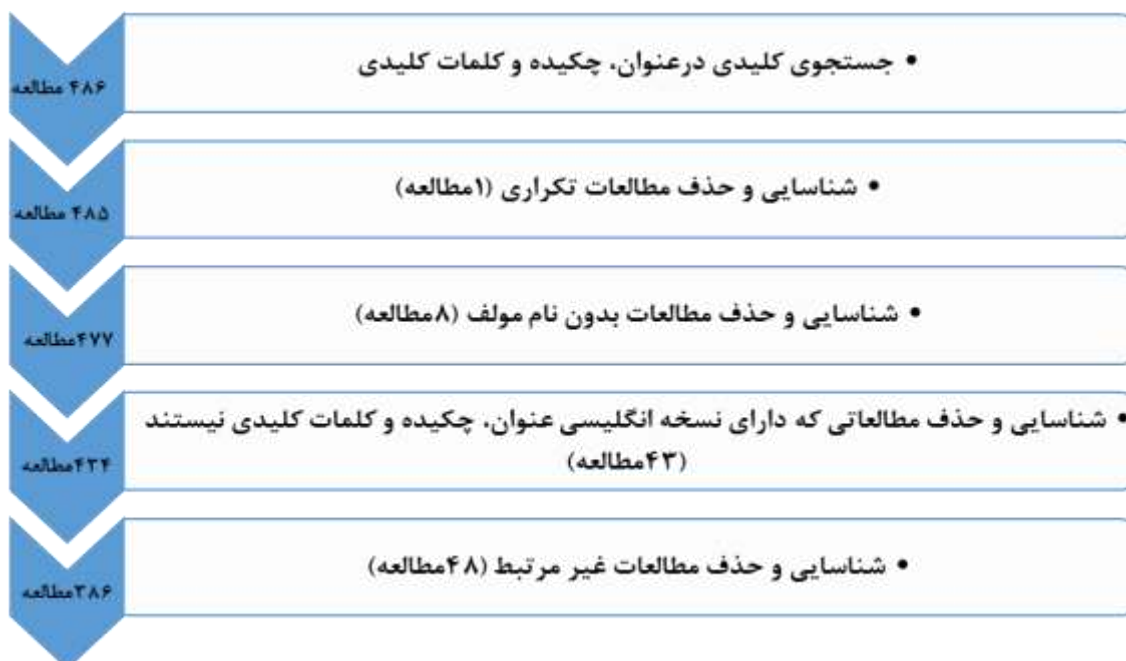 • جستجوی کلیدی درعنوان، چکیده و کلمات کلیدی
۴۸۶ مطالعه
• شناسایی و حذف مطالعات تکراری (۱مطالعه)
۴۸۵ مطالعه
• شناسایی و حذف مطالعات بدون نام مولف (۸مطالعه)
۴۷۷مطالعه
• شناسایی و حذف مطالعاتی که دارای نسخه انگلیسی عنوان، چکیده و کلمات کلیدی نیستند
(۴۳مطالعه)
۴۳۴مطالعه
• شناسایی و حذف مطالعات غیر مرتبط (۴۸مطالعه)
۳۸۶مطالعه